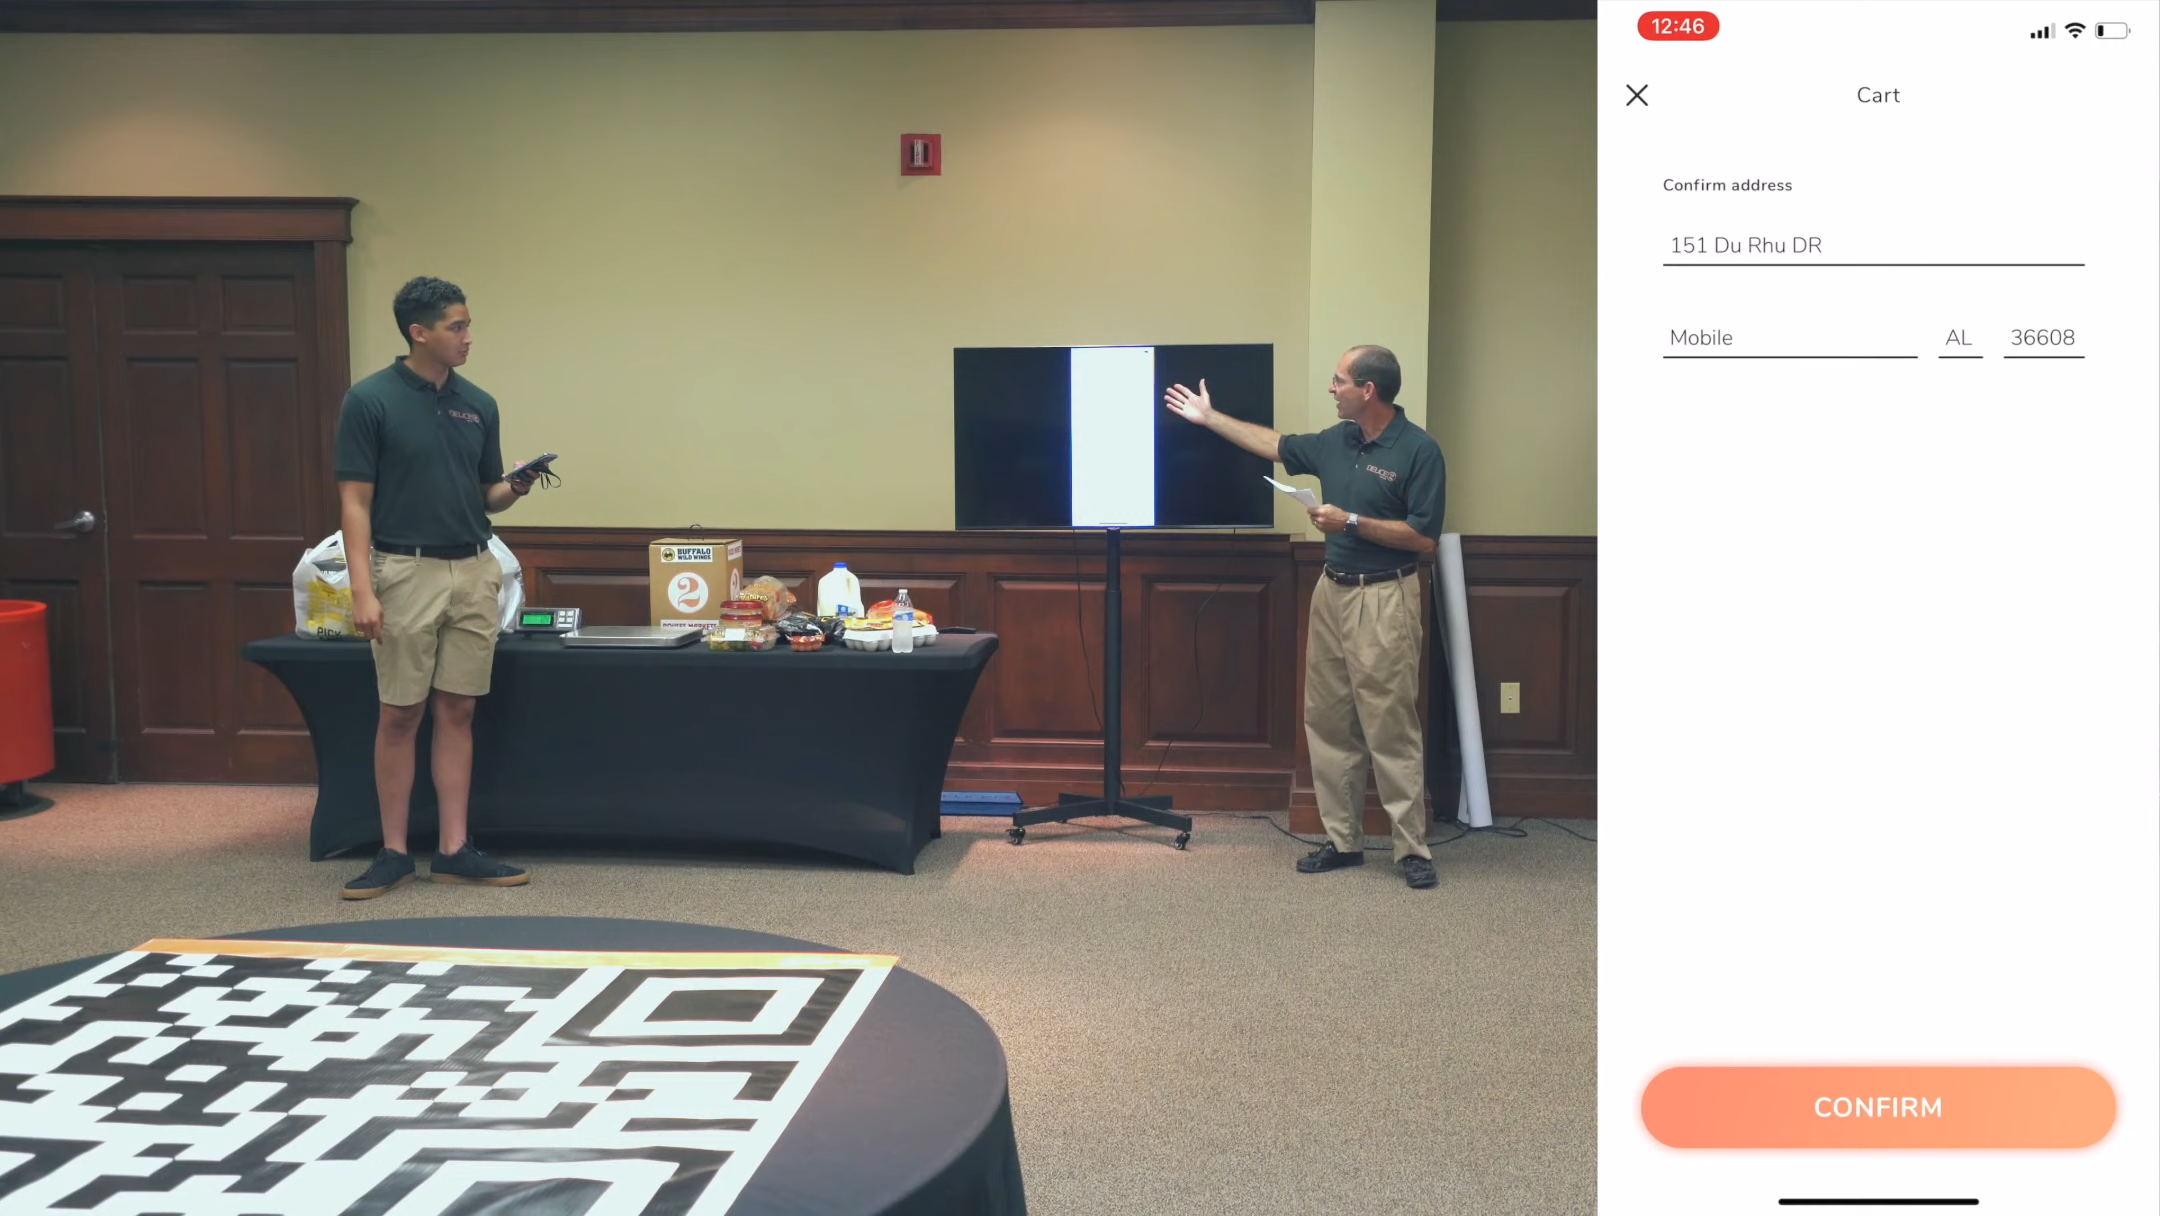 12:46
Cart
Confirm address
151 Du Rhu DR
Mobile AL 36608
CONFIRM
BUFFALO
WILD WINGS
2